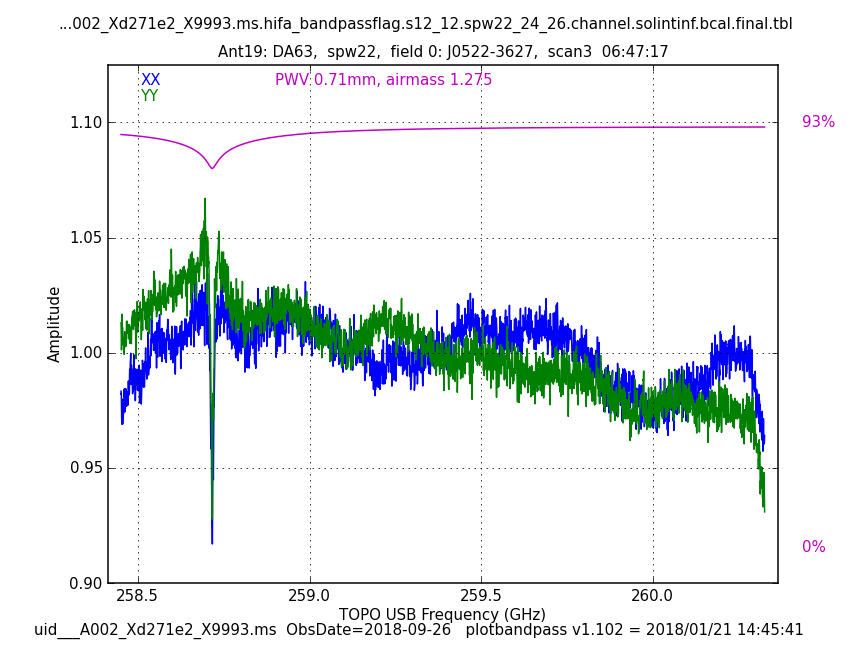 ...002_Xd271e2_X9993.ms.hifa_bandpassflag.s12_12.spw22_24_26.channel.solintinf.bcal.final.tbl
Ant19: DA63,  spw22,  field 0: J0522-3627,  scan3  06:47:17
XX
YY
PWV 0.71mm, airmass 1.275
93%
0%
1.10
1.05
1.00
0.95
0.90
Amplitude
258.5 259.0 259.5 260.0
TOPO USB Frequency (GHz)
uid___A002_Xd271e2_X9993.ms  ObsDate=2018-09-26   plotbandpass v1.102 = 2018/01/21 14:45:41